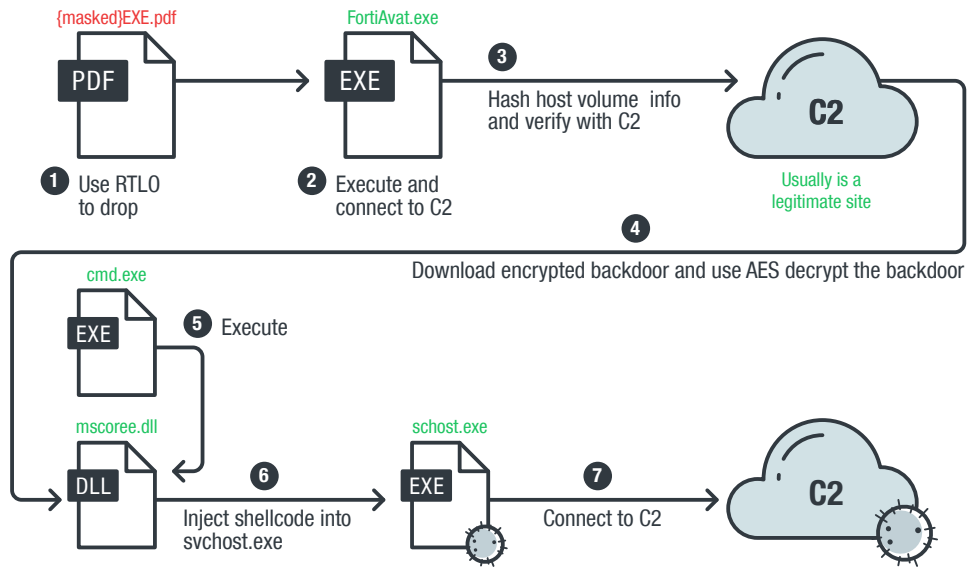 {masked}EXE.pdf
PDF
1
Use RTLO
to drop
FortiAvat.exe
EXE
2
Execute and
connect to C2
3
Hash host volume info
and verify with C2
C2
Usually is a
legitimate site
4
Download encrypted backdoor and use AES decrypt the backdoor
cmd.exe
EXE
5
Execute
mscoree.dll
DLL
6
Inject shellcode into
svchost.exe
schost.exe
EXE
7
Connect to C2
C2